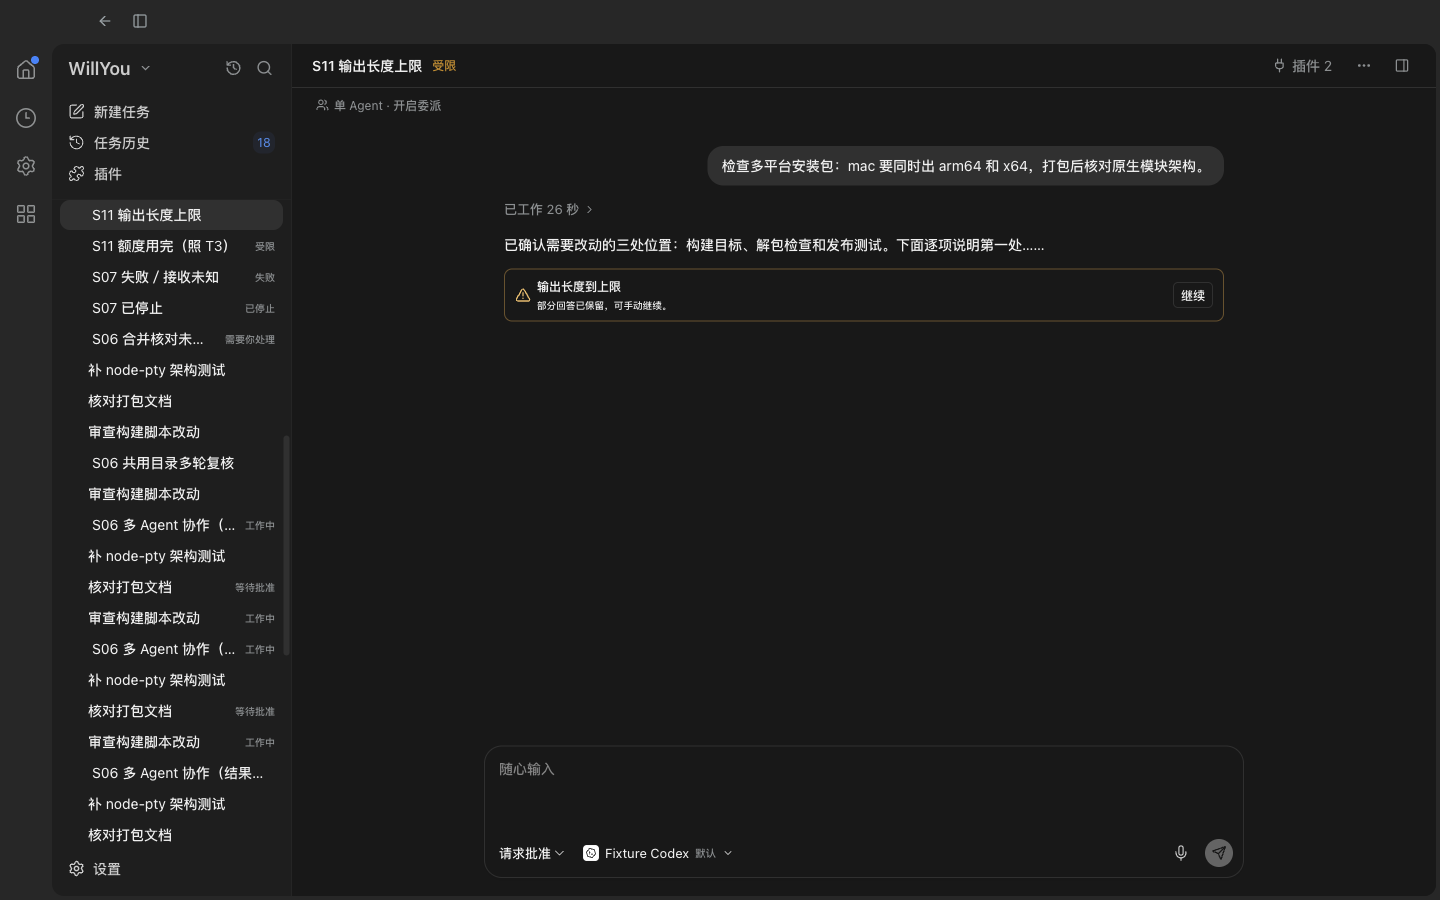 WillYou
新建任务
任务历史 18
插件
S11 输出长度上限
S11 额度用完（照 T3） 受限
S07 失败 / 接收未知 失败
S07 已停止 已停止
S06 合并核对未... 需要你处理
补 node-pty 架构测试
核对打包文档
审查构建脚本改动
S06 共用目录多轮复核
审查构建脚本改动
S06 多 Agent 协作（... 工作中
补 node-pty 架构测试
核对打包文档 等待批准
审查构建脚本改动 工作中
S06 多 Agent 协作（... 工作中
补 node-pty 架构测试
核对打包文档 等待批准
审查构建脚本改动 工作中
S06 多 Agent 协作（结果...
补 node-pty 架构测试
核对打包文档
设置
S11 输出长度上限 受限
插件 2
单 Agent · 开启委派
检查多平台安装包：mac 要同时出 arm64 和 x64，打包后核对原生模块架构。
已工作 26 秒
已确认需要改动的三处位置：构建目标、解包检查和发布测试。下面逐项说明第一处……
输出长度到上限
部分回答已保留，可手动继续。
继续
随心输入
请求批准
Fixture Codex 默认